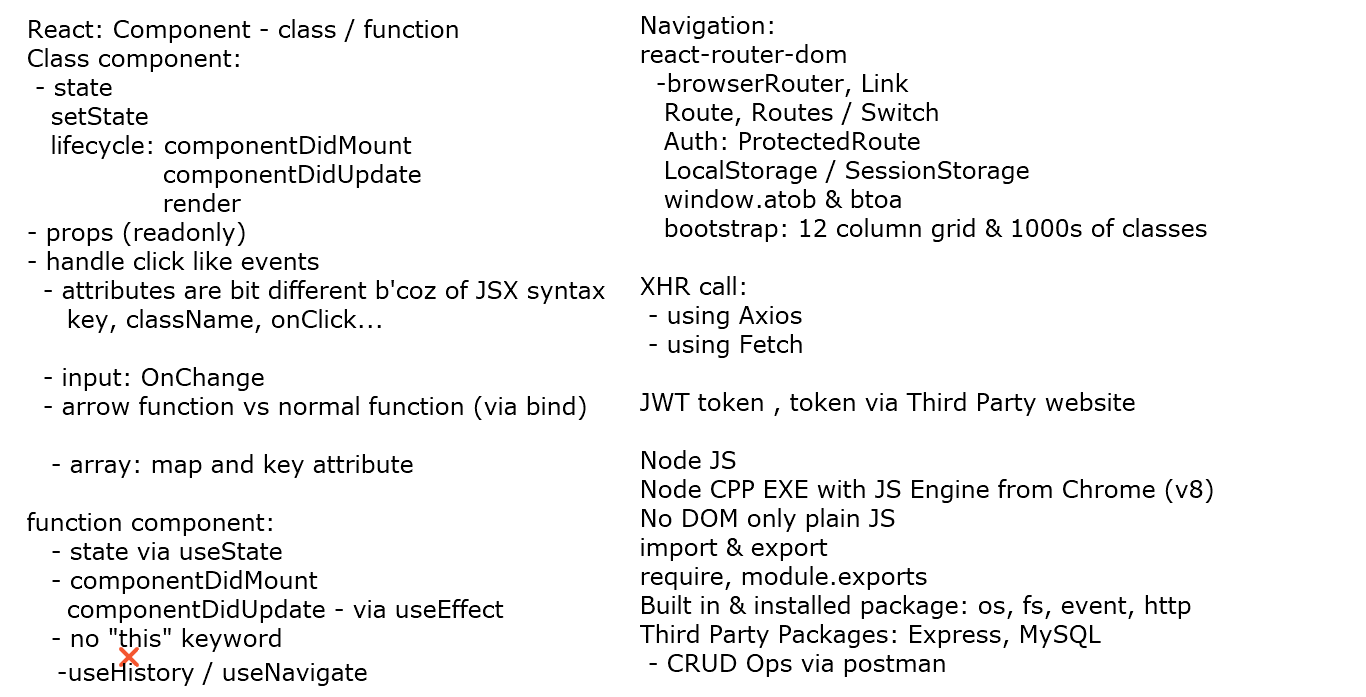 React: Component - class / function
Class component:
- state
setState
lifecycle: componentDidMount
componentDidUpdate
render
- props (readonly)
- handle click like events
- attributes are bit different b'coz of JSX syntax
key, className, onClick...
- input: OnChange
- arrow function vs normal function (via bind)
- array: map and key attribute
function component:
- state via useState
- componentDidMount
componentDidUpdate - via useEffect
- no "this" keyword
-useHistory / useNavigate
Navigation:
react-router-dom
-browserRouter, Link
Route, Routes / Switch
Auth: ProtectedRoute
LocalStorage / SessionStorage
window.atob & btoa
bootstrap: 12 column grid & 1000s of classes
XHR call:
- using Axios
- using Fetch
JWT token , token via Third Party website
Node JS
Node CPP EXE with JS Engine from Chrome (v8)
No DOM only plain JS
import & export
require, module.exports
Built in & installed package: os, fs, event, http
Third Party Packages: Express, MySQL
- CRUD Ops via postman